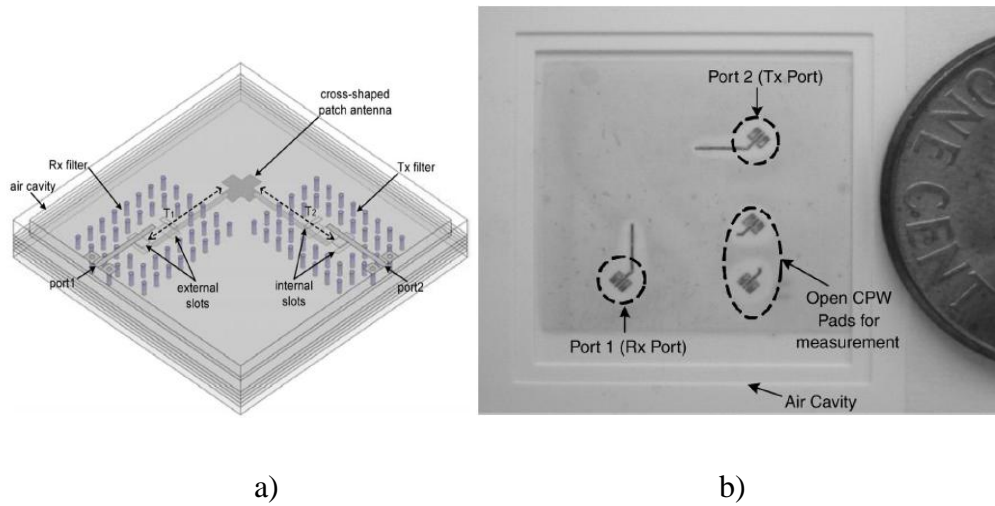 cross-shaped
patch antenna
Rx filter
Tx filter
air cavity
T1
T2
port1
external
slots
internal
slots
port2
a)
Port 2 (Tx Port)
Port 1 (Rx Port)
Open CPW
Pads for
measurement
Air Cavity
ONE CENT
b)